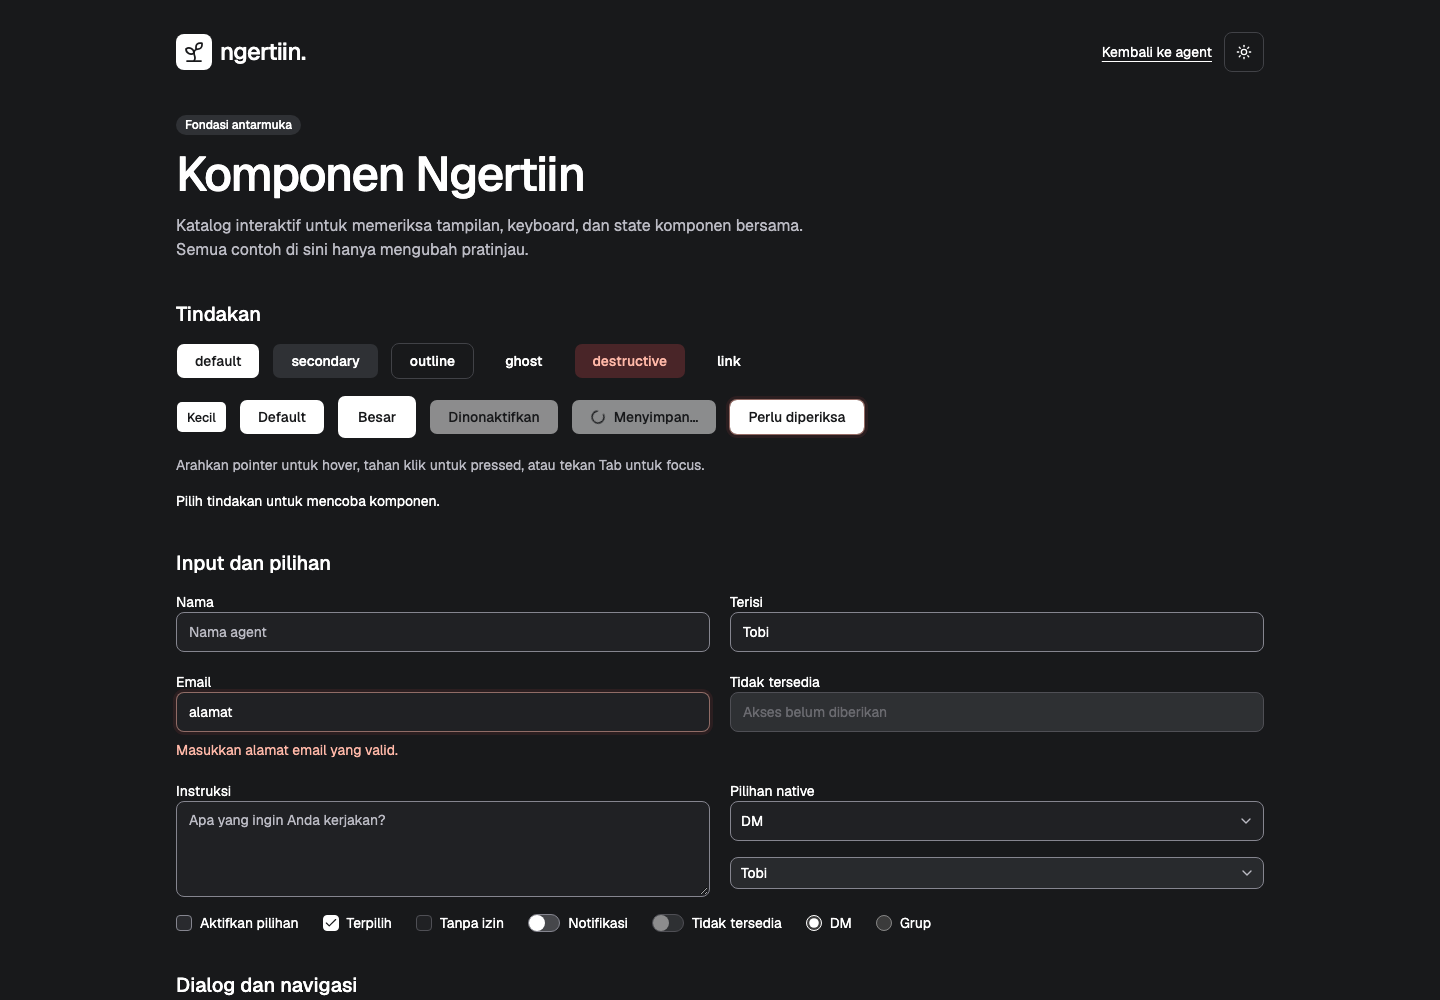 ngertiin.
Kembali ke agent
Fondasi antarmuka
Komponen Ngertiin
Katalog interaktif untuk memeriksa tampilan, keyboard, dan state komponen bersama.
Semua contoh di sini hanya mengubah pratinjau.
Tindakan
default secondary outline ghost destructive link
Kecil Default Besar Dinonaktifkan Menyimpan... Perlu diperiksa
Arahkan pointer untuk hover, tahan klik untuk pressed, atau tekan Tab untuk focus.
Pilih tindakan untuk mencoba komponen.
Input dan pilihan
Nama
Nama agent
Terisi
Tobi
Email
alamat
Masukkan alamat email yang valid.
Tidak tersedia
Akses belum diberikan
Instruksi
Apa yang ingin Anda kerjakan?
Pilihan native
DM
Tobi
Aktifkan pilihan Terpilih Tanpa izin Notifikasi Tidak tersedia DM Grup
Dialog dan navigasi